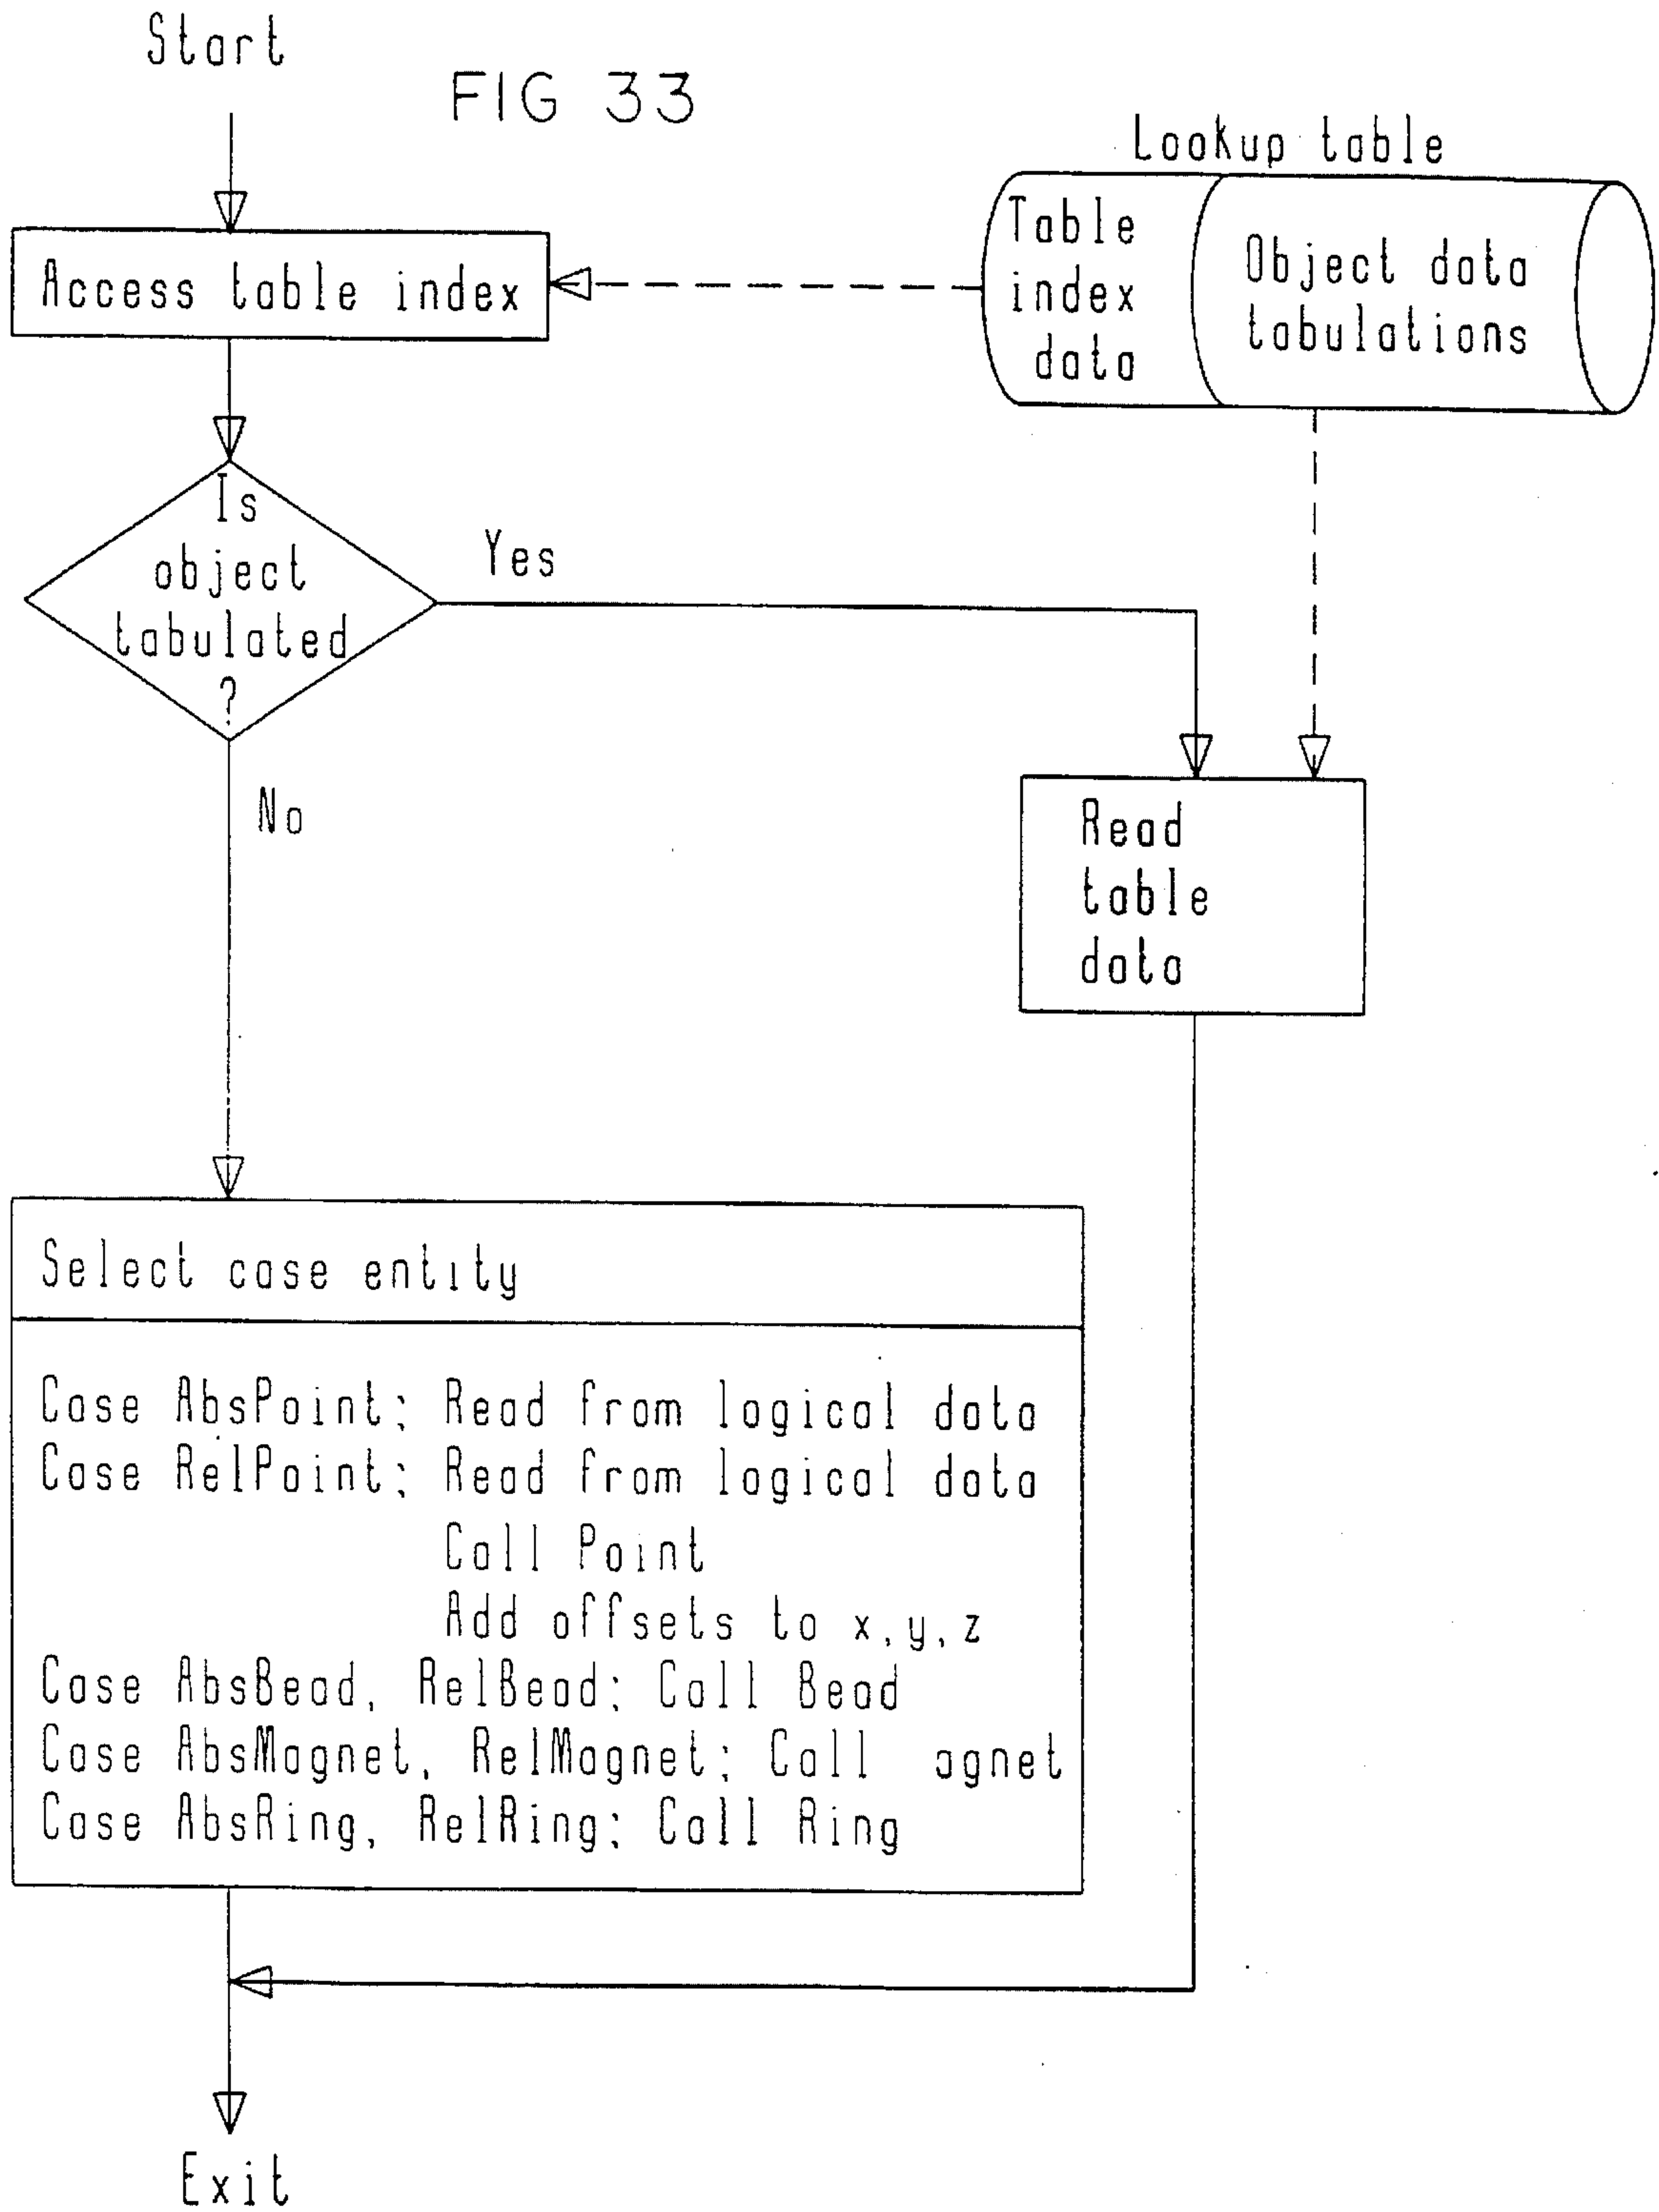 Start
FIG 33
Lookup table
Table
index
data
Object data
tabulations
Access table index
Is
object
tabulated
?
Yes
No
Read
table
data
Select case entity
Case AbsPoint: Read from logical data
Case RelPoint: Read from logical data
Call Point
Add offsets to x,y,z
Case AbsBead, RelBead: Call Bead
Case AbsMagnet, RelMagnet: Call agnet
Case AbsRing, RelRing: Call Ring
Exit